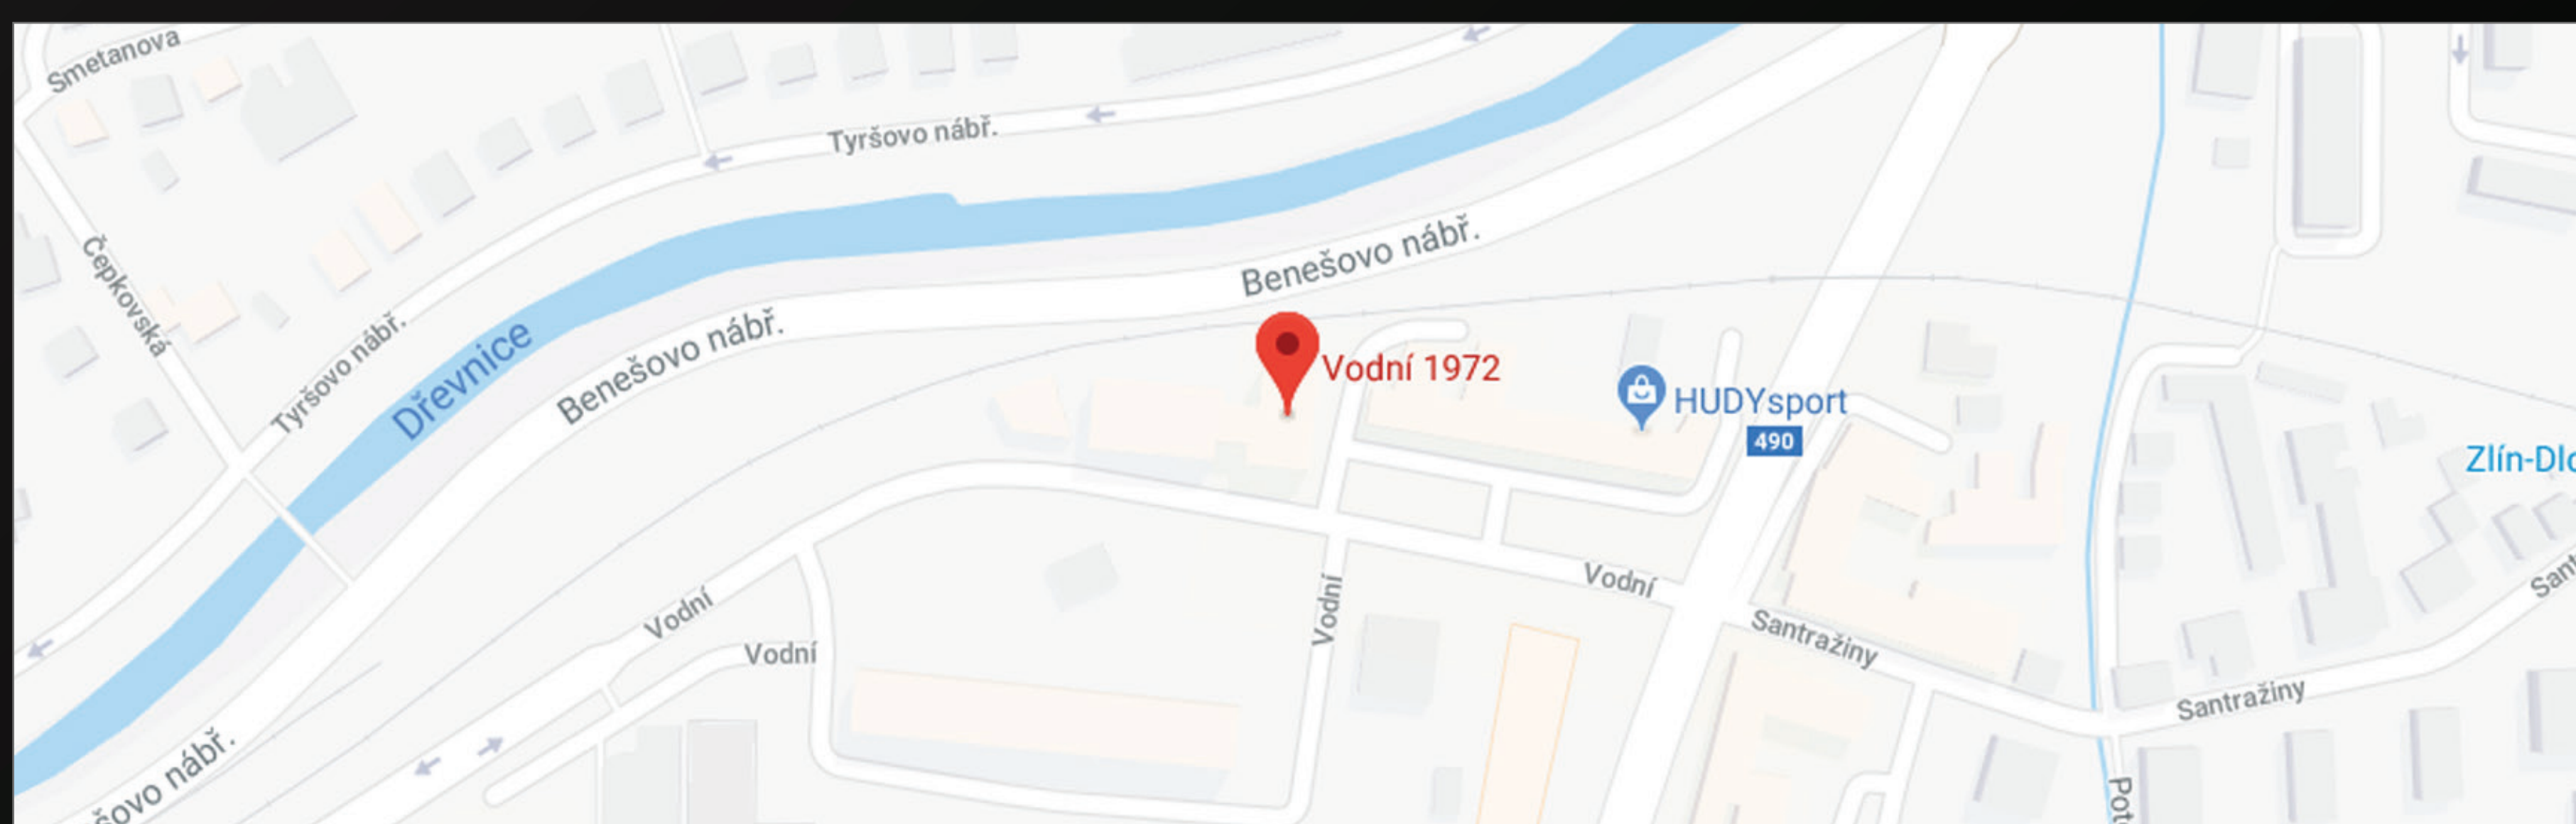 Smetanova
Tyršovo nábř.
Čepkovská
Benešovo nábř.
Tyršovo nábř.
Dřevnice
Benešovo nábř.
Vodní 1972
HUDYsport
490
Vodní
Vodní
Vodní
Vodní
Santražiny
Santražiny
šovo nábř.